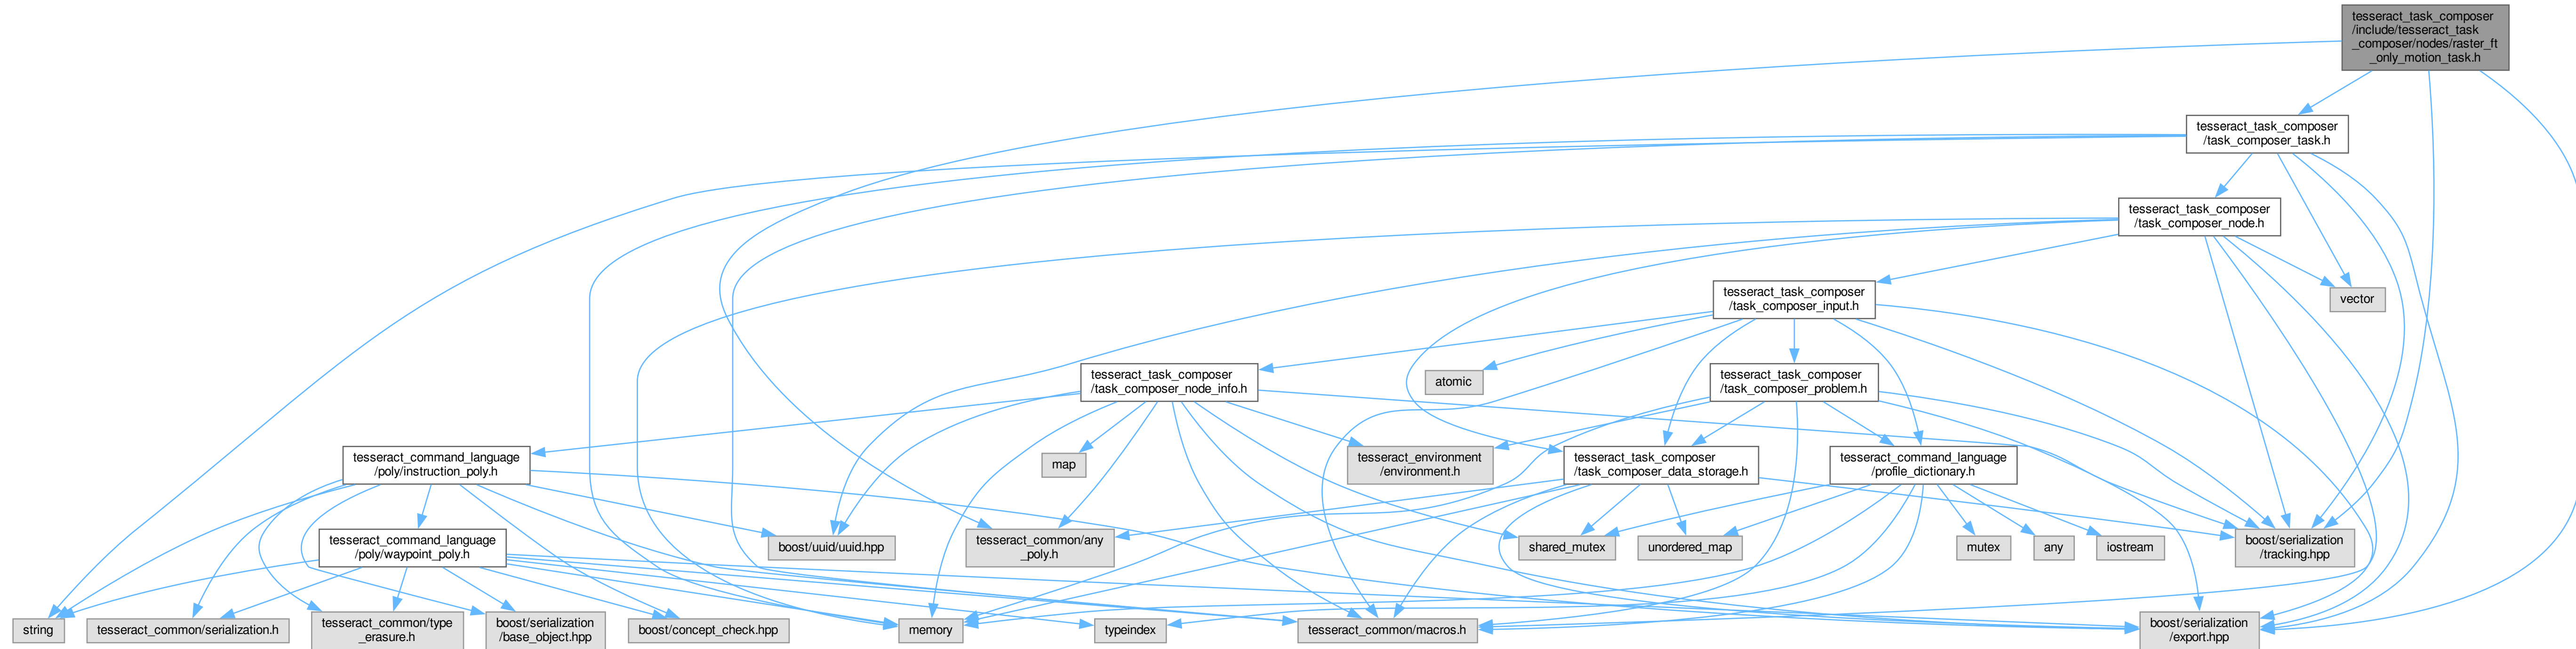 tesseract_task_composer
/include/tesseract_task
_composer/nodes/raster_ft
_only_motion_task.h
tesseract_task_composer
/task_composer_task.h
tesseract_task_composer
/task_composer_node.h
tesseract_task_composer
/task_composer_input.h
vector
tesseract_task_composer
/task_composer_node_info.h
atomic
tesseract_task_composer
/task_composer_problem.h
tesseract_command_language
/poly/instruction_poly.h
map
tesseract_environment
/environment.h
tesseract_task_composer
/task_composer_data_storage.h
tesseract_command_language
/profile_dictionary.h
tesseract_command_language
/poly/waypoint_poly.h
boost/uuid/uuid.hpp
tesseract_common/any
_poly.h
shared_mutex
unordered_map
mutex
any
iostream
boost/serialization
/tracking.hpp
string
tesseract_common/serialization.h
tesseract_common/type
_erasure.h
boost/serialization
/base_object.hpp
boost/concept_check.hpp
memory
typeindex
tesseract_common/macros.h
boost/serialization
/export.hpp